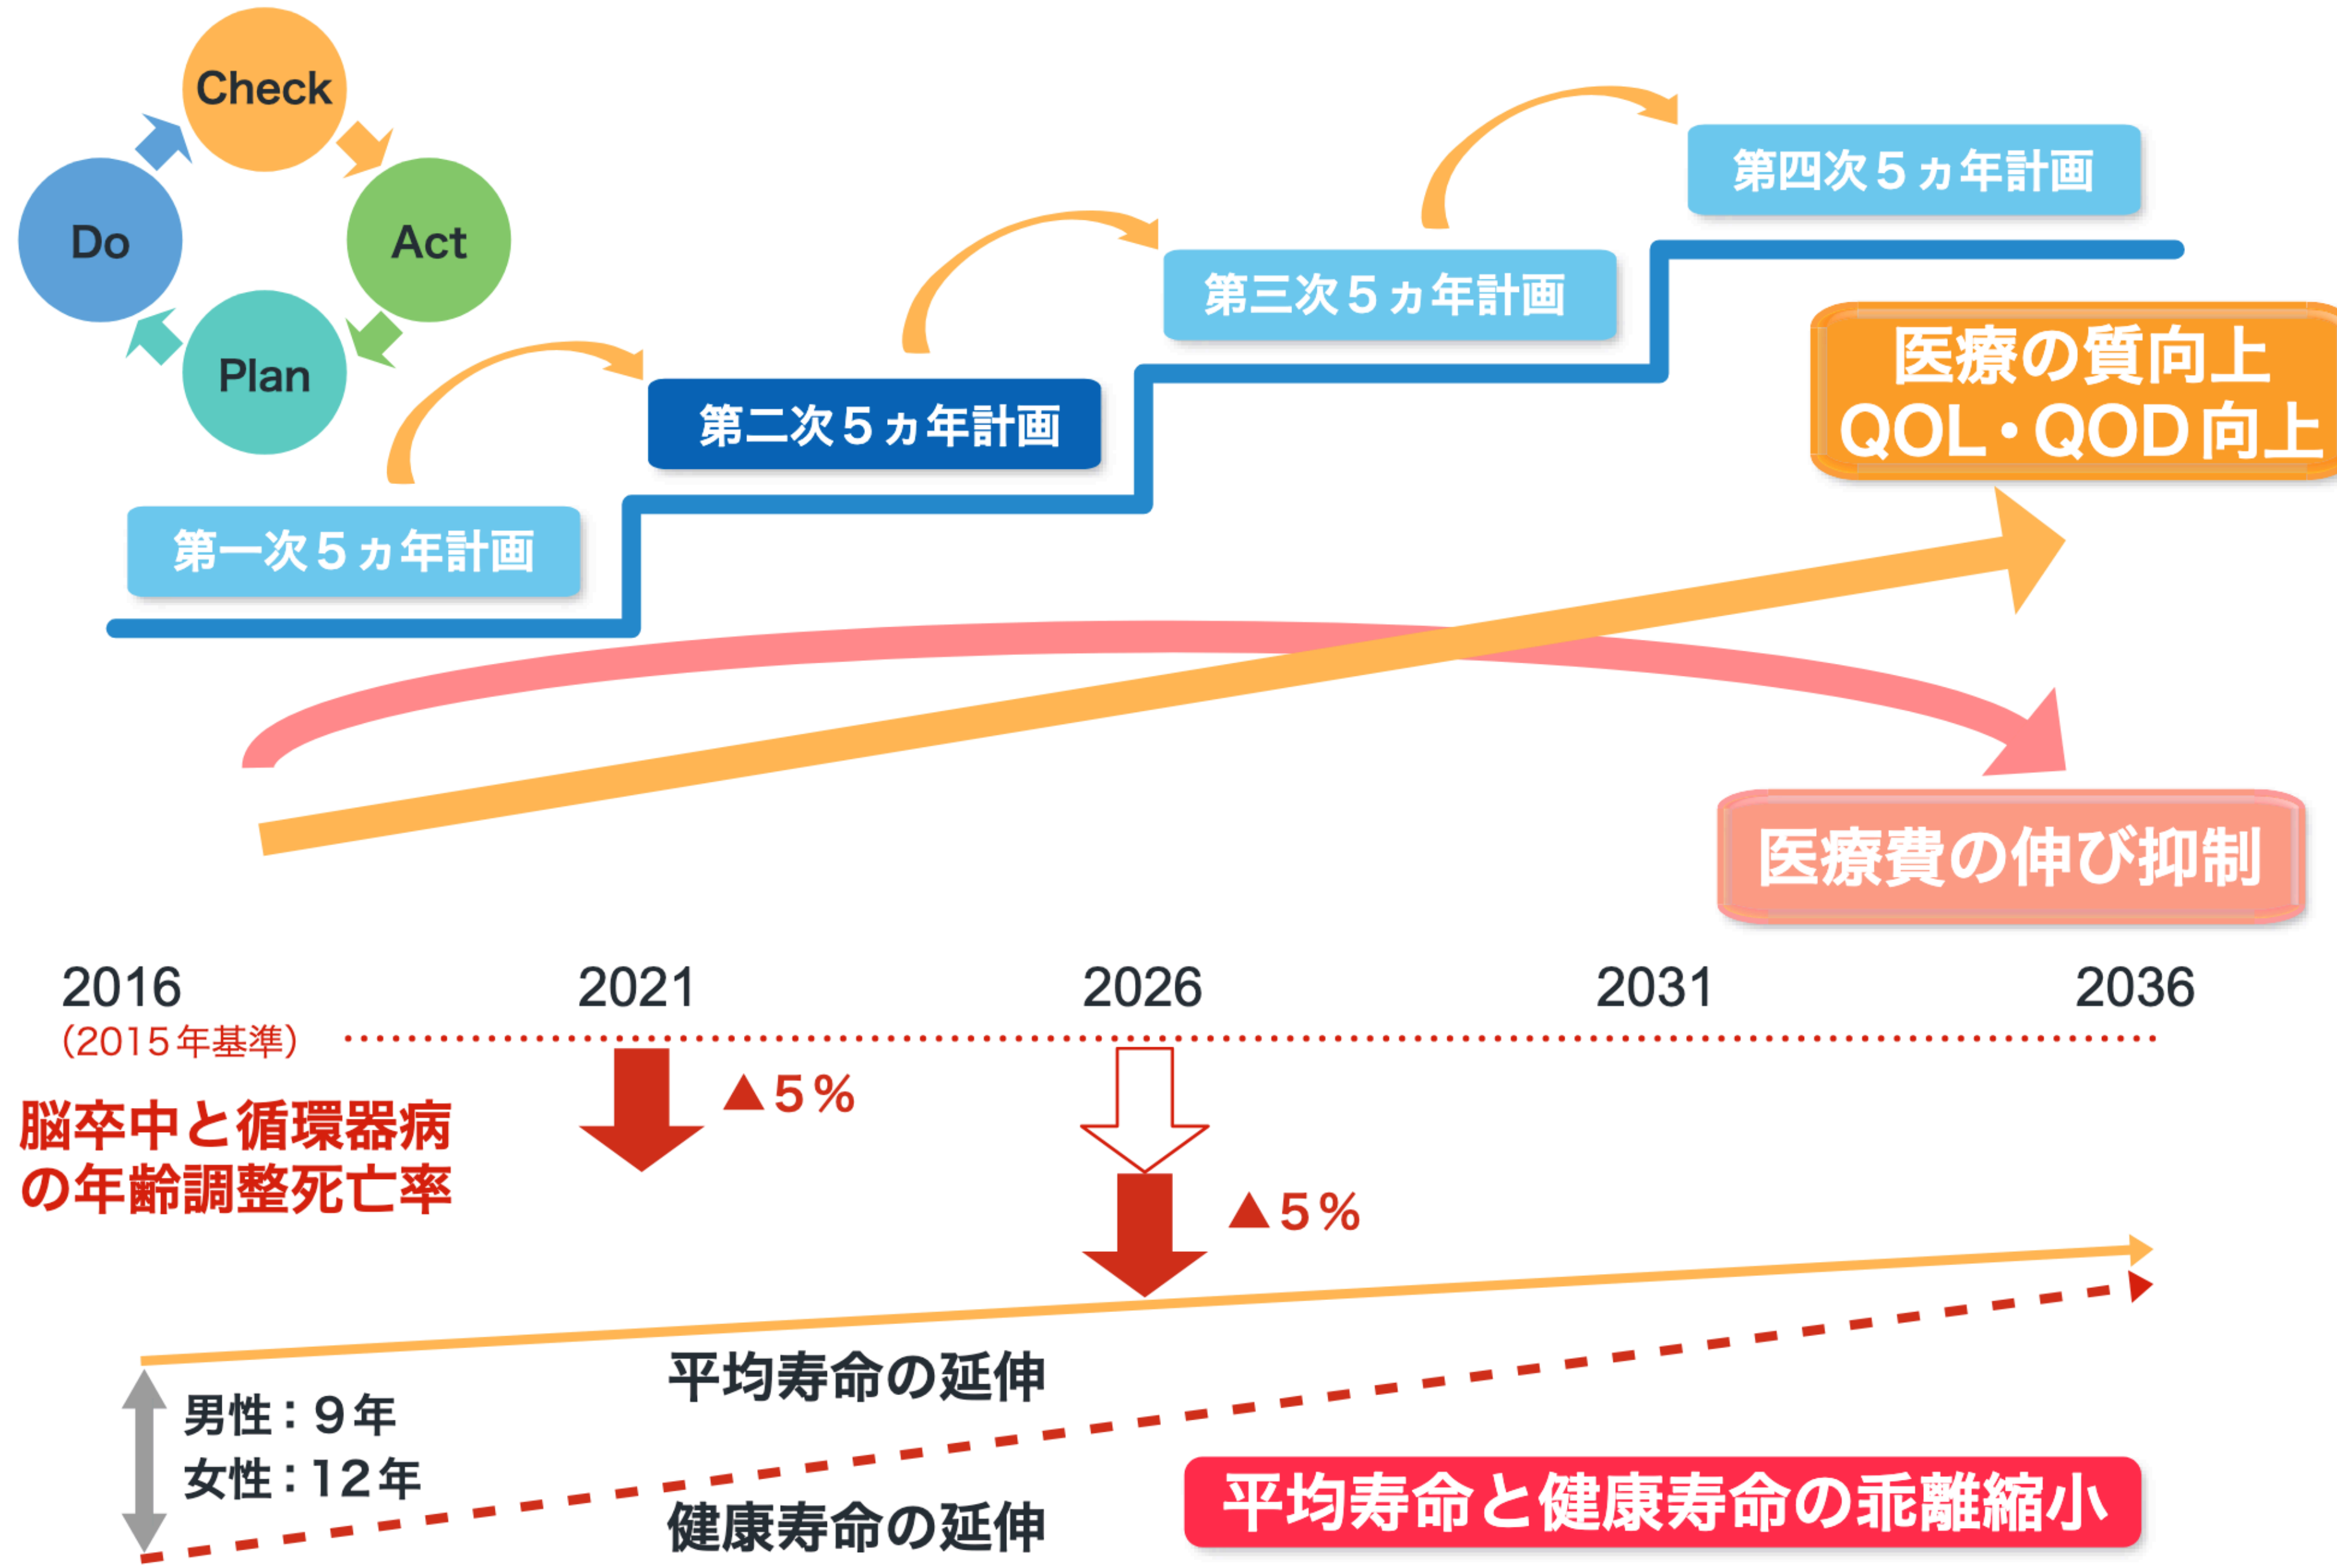 Check
Do
Act
Plan
第四次5ヵ年計画
第三次5ヵ年計画
第二次5ヵ年計画
第一次5ヵ年計画
医療の質向上
QOL・QOD向上
医療費の伸び抑制
2016
2021
2026
2031
2036
（2015年基準）
脳卒中と循環器病
の年齢調整死亡率
▲5%
▲5%
男性：9年
女性：12年
平均寿命の延伸
健康寿命の延伸
平均寿命と健康寿命の乖離縮小